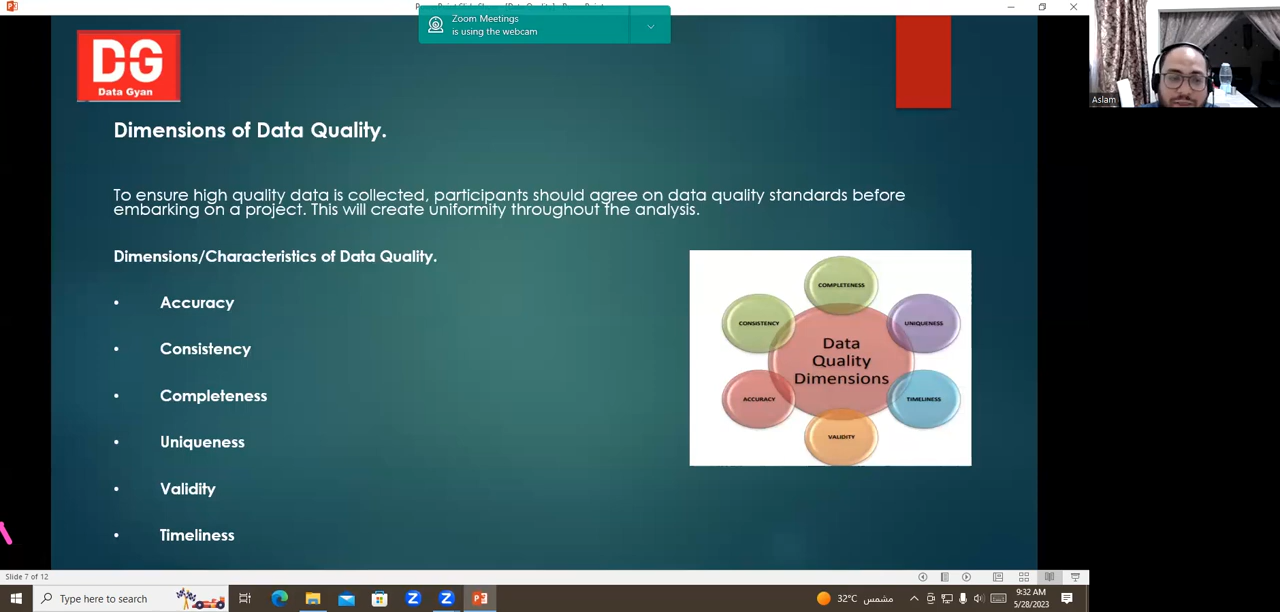 Zoom Meetings
is using the webcam
DG
Data Gyan
Aslam
Dimensions of Data Quality.
To ensure high quality data is collected, participants should agree on data quality standards before
embarking on a project. This will create uniformity throughout the analysis.
Dimensions/Characteristics of Data Quality.
• Accuracy
• Consistency
• Completeness
• Uniqueness
• Validity
• Timeliness
COMPLETENESS
CONSISTENCY
UNIQUENESS
Data
Quality
Dimensions
ACCURACY
TIMELINESS
VALIDITY
Slide 7 of 12
Type here to search
32°C مشمس
9:32 AM
5/28/2023